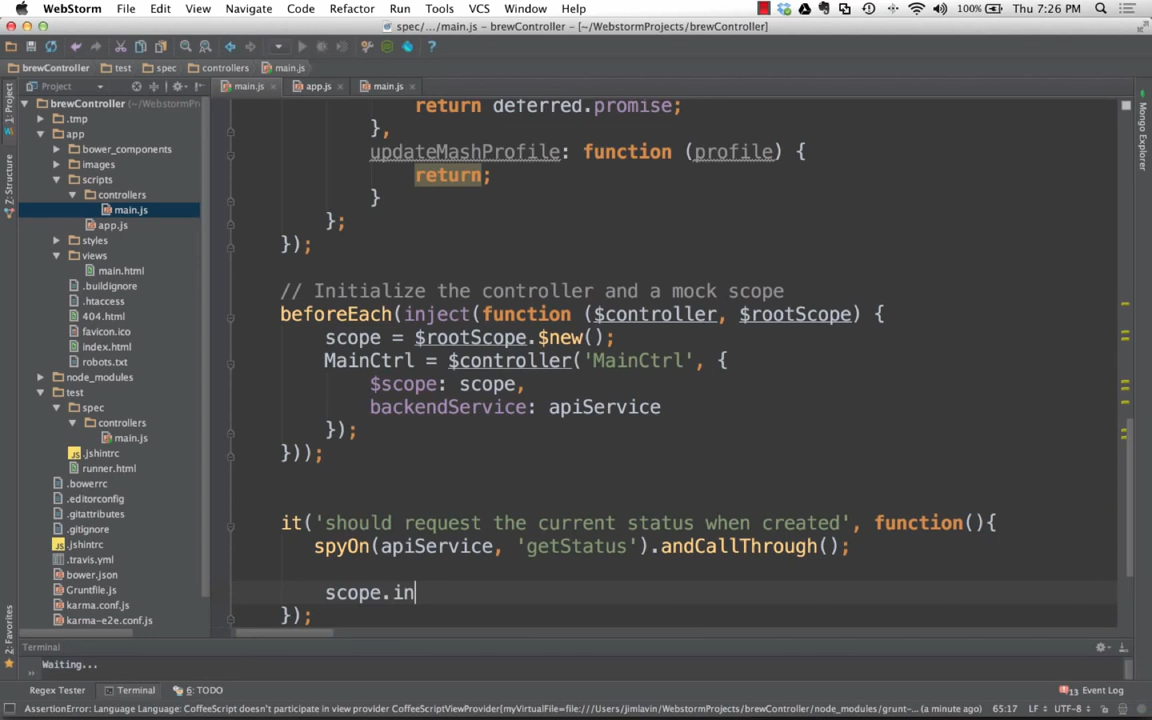 WebStorm File Edit View Navigate Code Refactor Run Tools VCS Window Help 100% Thu 7:26 PM
spec/.../main.js – brewController – [~/WebstormProjects/brewController]
brewController test spec controllers main.js
1: Project Project main.js × app.js × main.js × Mongo Explorer
brewController (~/WebstormPr
.tmp
app
bower_components
images
scripts
controllers
main.js
app.js
styles
views
main.html
.buildignore
.htaccess
404.html
favicon.ico
index.html
robots.txt
node_modules
test
spec
controllers
main.js
.jshintrc
runner.html
.bowerrc
.editorconfig
.gitattributes
.gitignore
.jshintrc
.travis.yml
bower.json
Gruntfile.js
karma.conf.js
karma-e2e.conf.js
Z: Structure
2: Favorites
return deferred.promise;
},
updateMashProfile: function (profile) {
return;
}
};
});
// Initialize the controller and a mock scope
beforeEach(inject(function ($controller, $rootScope) {
scope = $rootScope.$new();
MainCtrl = $controller('MainCtrl', {
$scope: scope,
backendService: apiService
});
}));
it('should request the current status when created', function(){
spyOn(apiService, 'getStatus').andCallThrough();
scope.in
});
Terminal
Waiting...
Regex Tester Terminal 6: TODO 13 Event Log
AssertionError: Language Language: CoffeeScript doesn't participate in view provider CoffeeScriptViewProvider[myVirtualFile=file:///Users/jimlavin/WebstormProjects/brewController/node_modules/grunt-... (a minute ago) 65:17 LF UTF-8